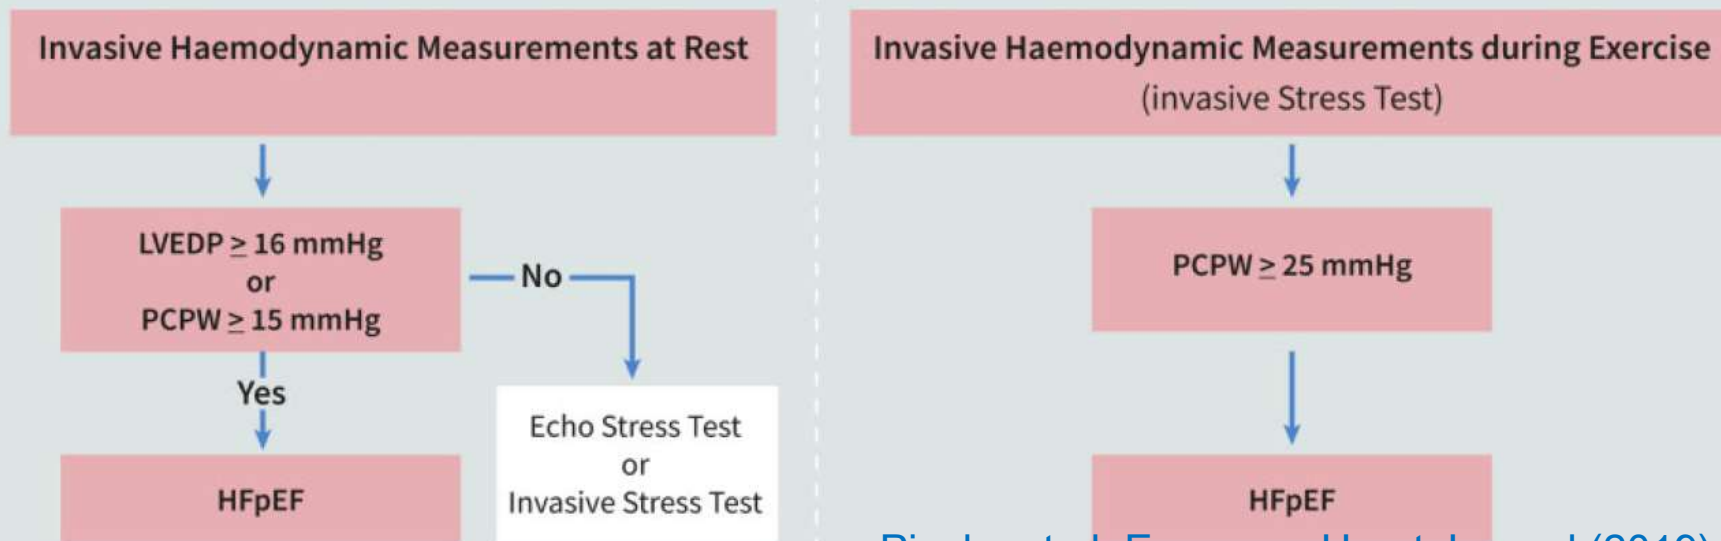 Invasive Haemodynamic Measurements at Rest
LVEDP ≥ 16 mmHg
or
PCPW ≥ 15 mmHg
No
Yes
Echo Stress Test
or
Invasive Stress Test
HFpEF
Invasive Haemodynamic Measurements during Exercise
(invasive Stress Test)
PCPW ≥ 25 mmHg
HFpEF